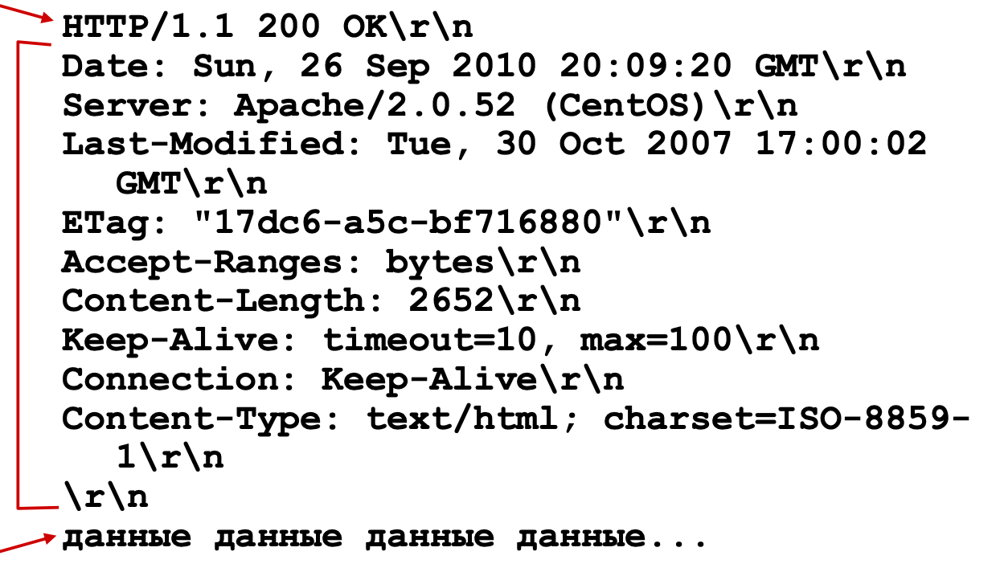 HTTP/1.1 200 OK\r\n
Date: Sun, 26 Sep 2010 20:09:20 GMT\r\n
Server: Apache/2.0.52 (CentOS)\r\n
Last-Modified: Tue, 30 Oct 2007 17:00:02
GMT\r\n
ETag: "17dc6-a5c-bf716880"\r\n
Accept-Ranges: bytes\r\n
Content-Length: 2652\r\n
Keep-Alive: timeout=10, max=100\r\n
Connection: Keep-Alive\r\n
Content-Type: text/html; charset=ISO-8859-
1\r\n
\r\n
данные данные данные данные...